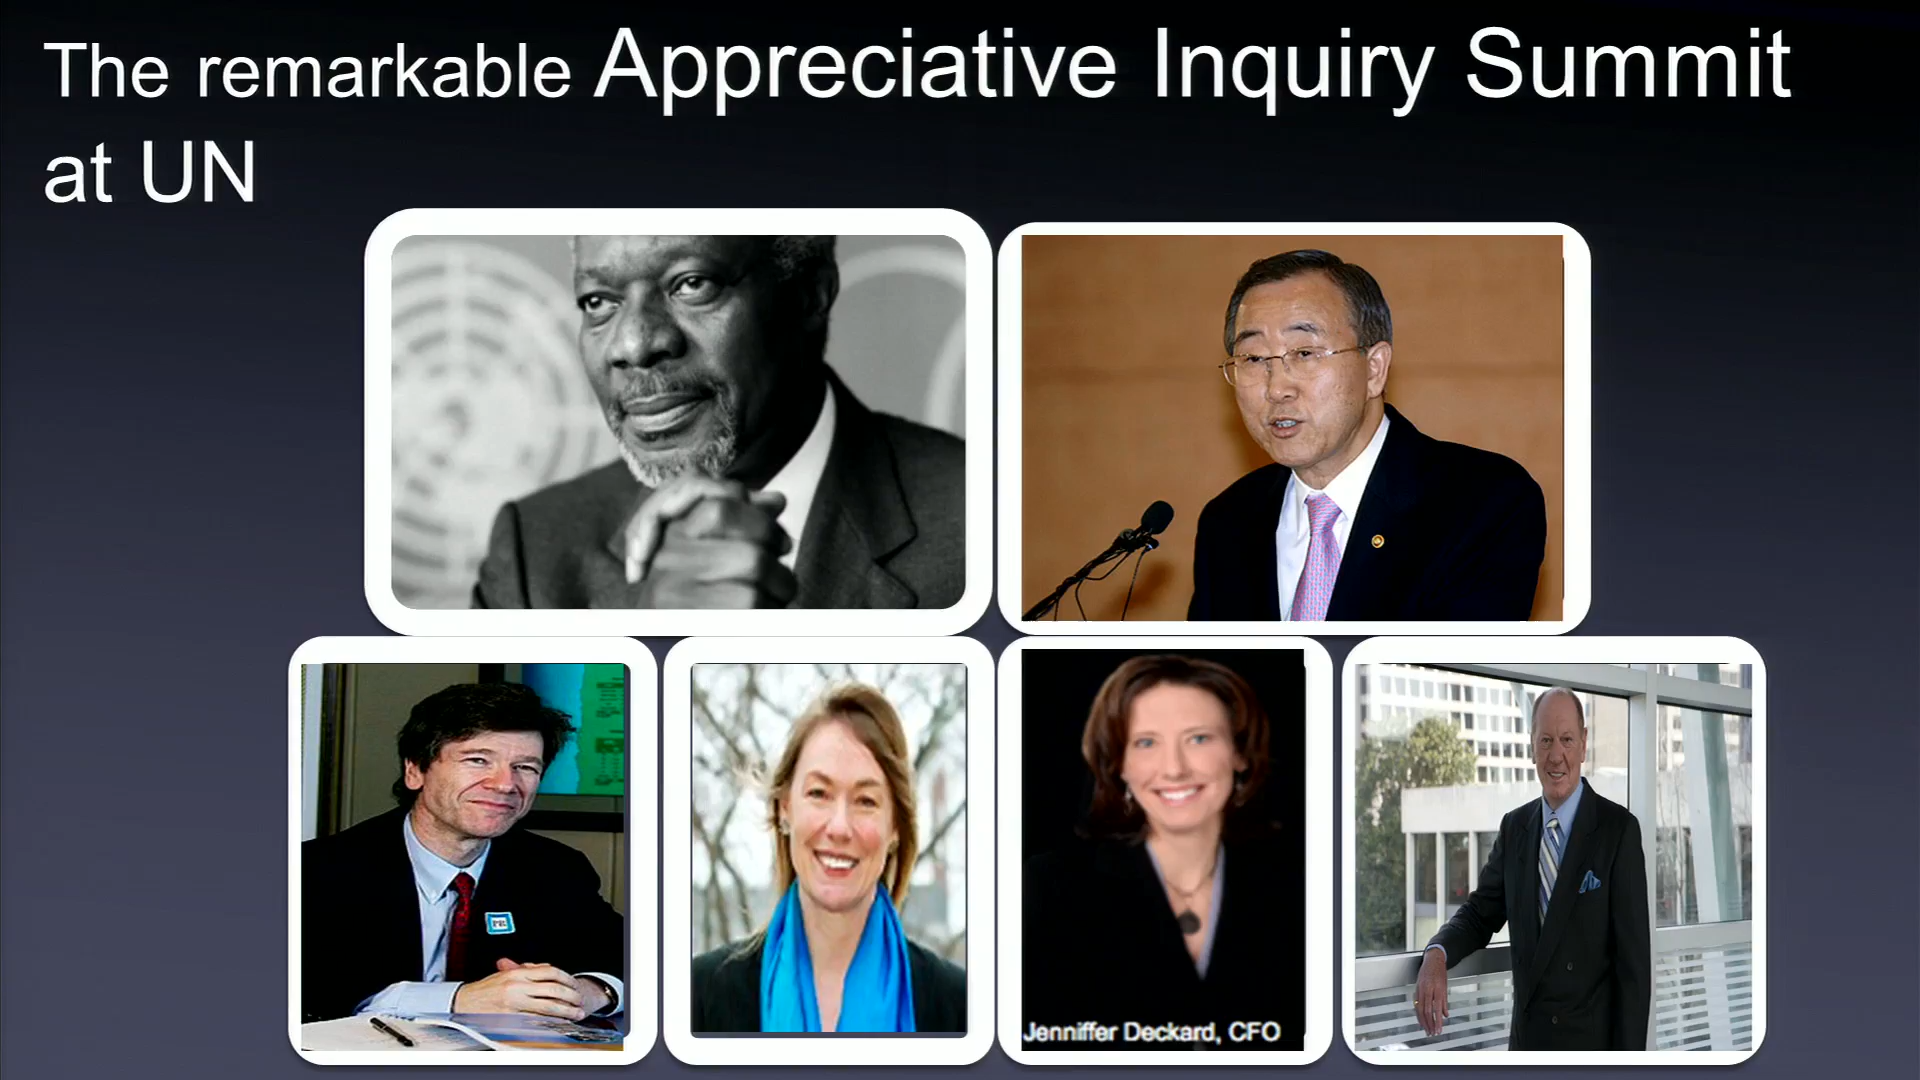 The remarkable Appreciative Inquiry Summit
at UN
Jenniffer Deckard, CFO